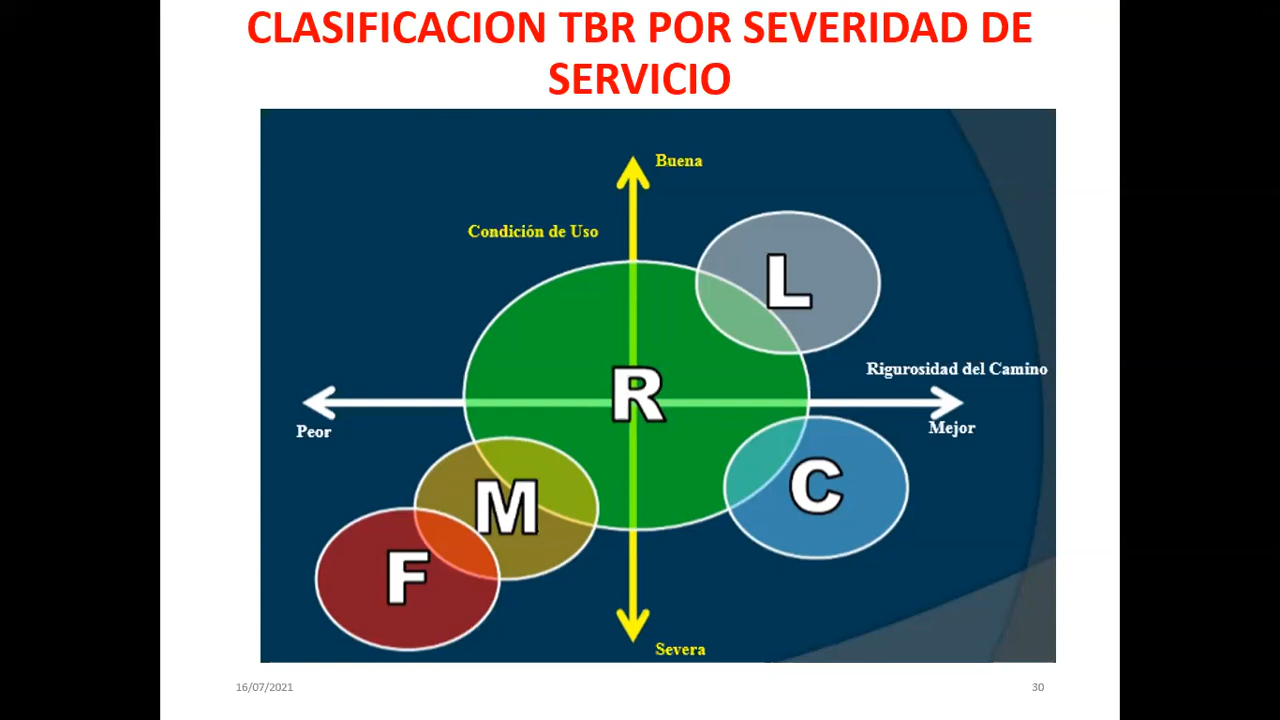 CLASIFICACION TBR POR SEVERIDAD DE
SERVICIO
Buena
Condición de Uso
L
Rigurosidad del Camino
R
Peor
Mejor
M
C
F
Severa
16/07/2021
30